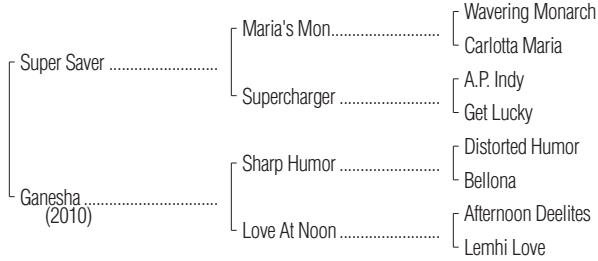 Wavering Monarch
Maria's Mon
Carlotta Maria
Super Saver
A.P. Indy
Supercharger
Get Lucky
Distorted Humor
Sharp Humor
Bellona
Ganesha
(2010)
Afternoon Deelites
Love At Noon
Lemhi Love